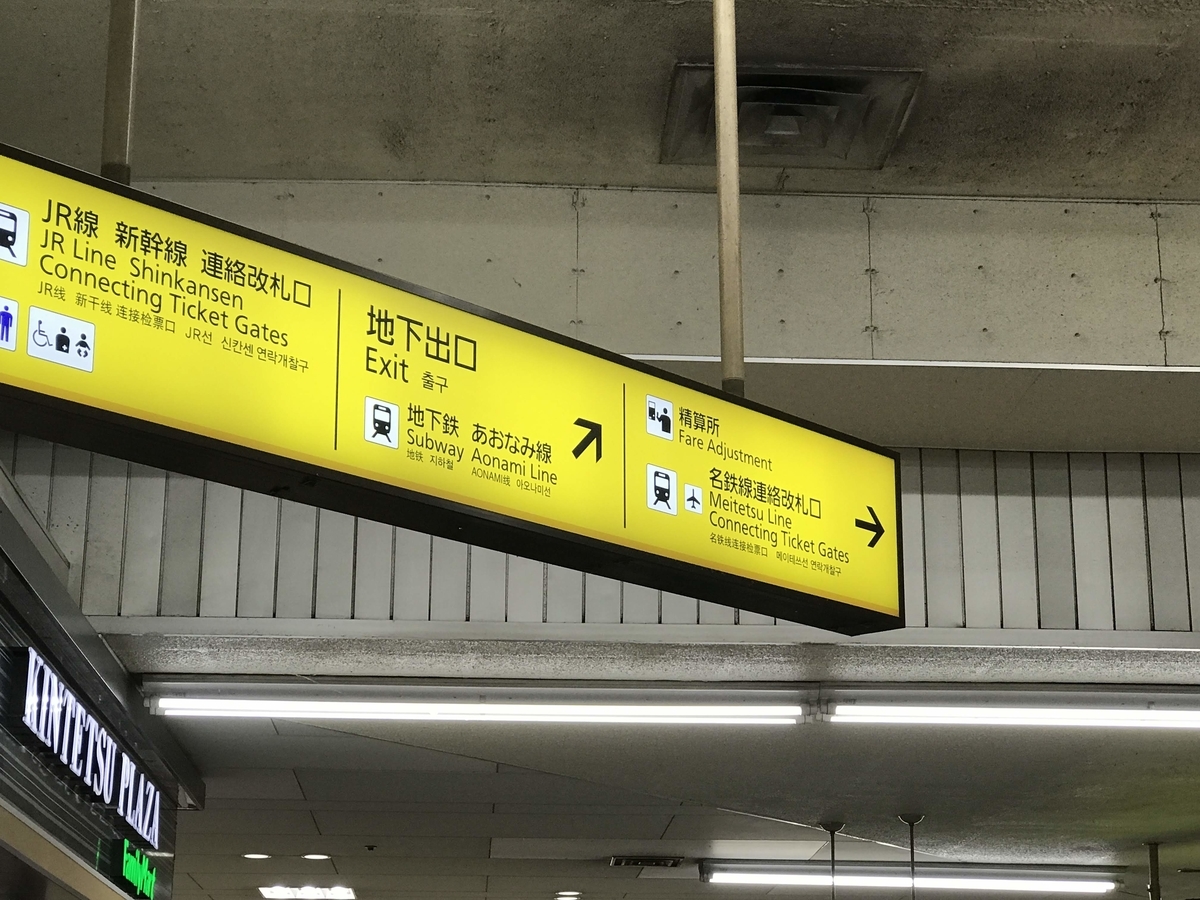 JR線 新幹線 連絡改札口
JR Line Shinkansen
Connecting Ticket Gates
JR线 新干线 连接检票口 JR선 신칸센 연락개찰구
地下出口
Exit 출구
地下鉄 あおなみ線
Subway Aonami Line
地铁 지하철 AONAMI线 아오나미선
精算所
Fare Adjustment
名鉄線連絡改札口
Meitetsu Line
Connecting Ticket Gates
名铁线连接检票口 메이테쓰선 연락개찰구
KINTETSU PLAZA
FamilyMart